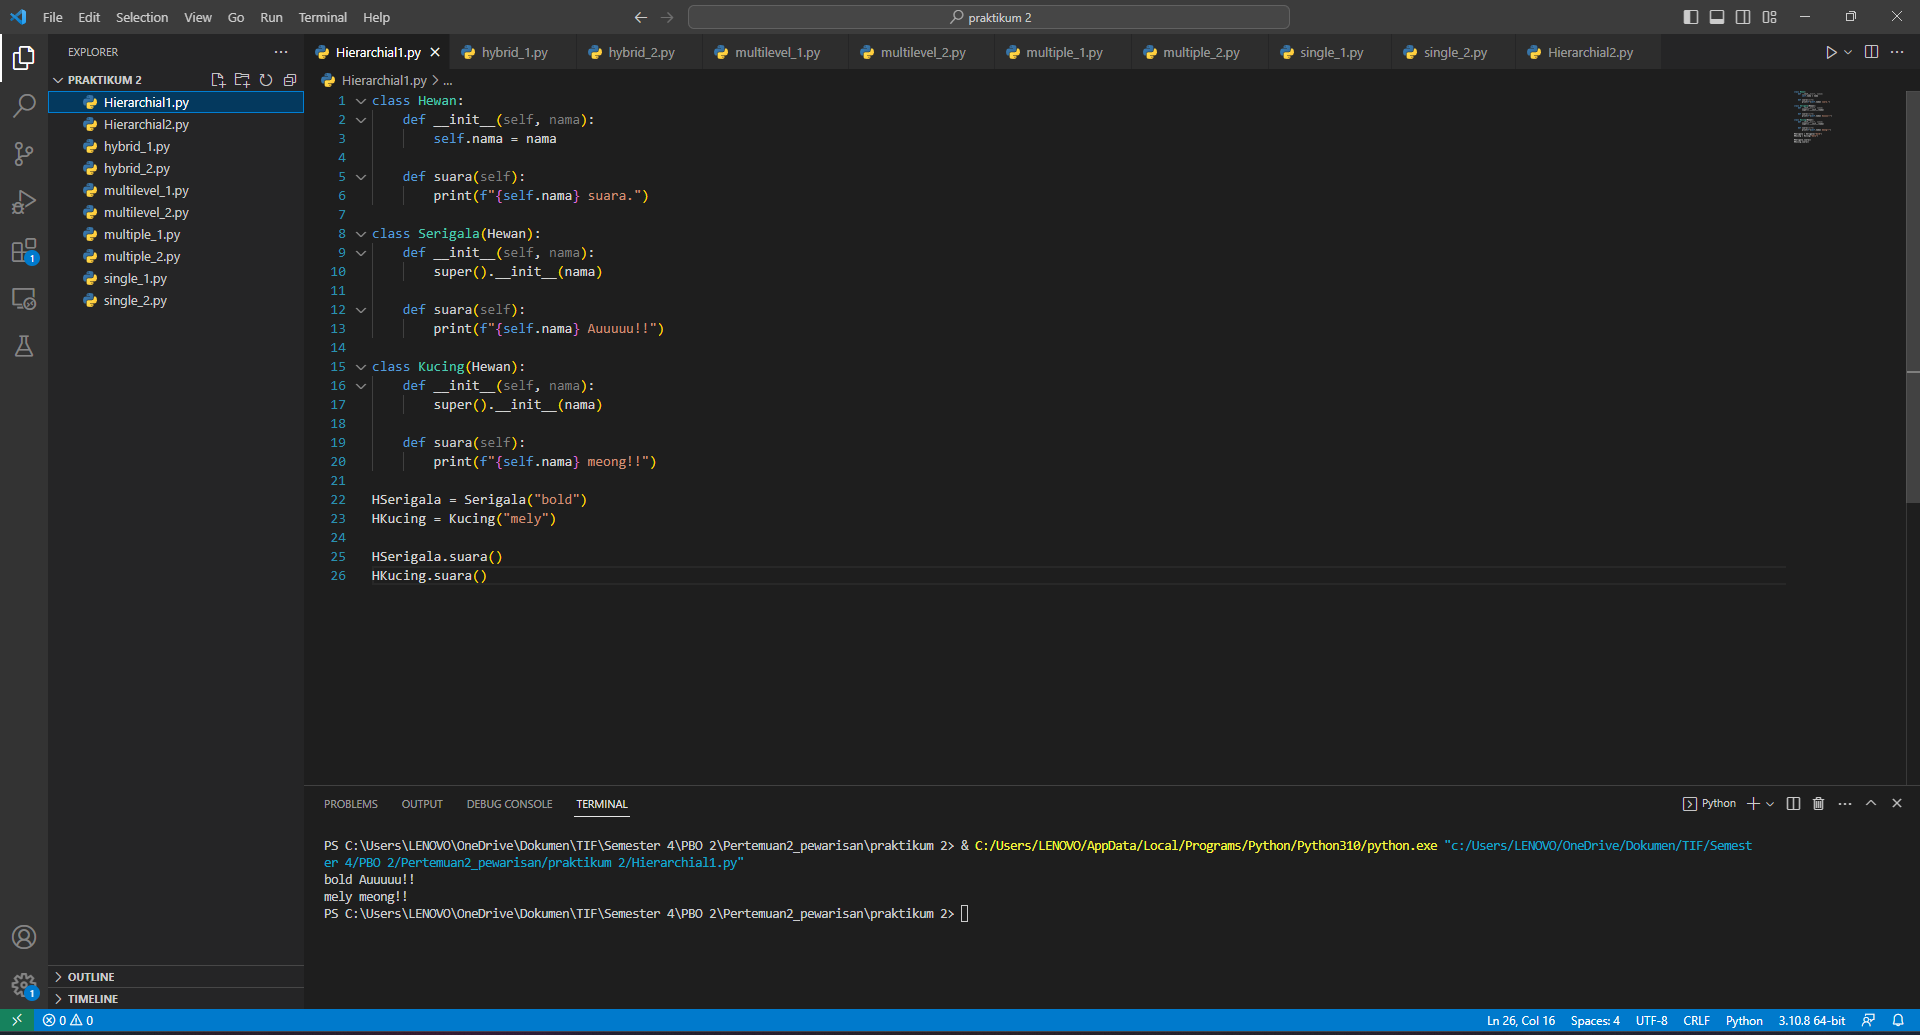 File Edit Selection View Go Run Terminal Help
praktikum 2
EXPLORER
PRAKTIKUM 2
Hierarchial1.py
Hierarchial2.py
hybrid_1.py
hybrid_2.py
multilevel_1.py
multilevel_2.py
multiple_1.py
multiple_2.py
single_1.py
single_2.py
OUTLINE
TIMELINE
1
1
Hierarchial1.py hybrid_1.py hybrid_2.py multilevel_1.py multilevel_2.py multiple_1.py multiple_2.py single_1.py single_2.py Hierarchial2.py
Hierarchial1.py > ...
1 class Hewan:
2     def __init__(self, nama):
3         self.nama = nama
4
5     def suara(self):
6         print(f"{self.nama} suara.")
7
8 class Serigala(Hewan):
9     def __init__(self, nama):
10         super().__init__(nama)
11
12     def suara(self):
13         print(f"{self.nama} Auuuuu!!")
14
15 class Kucing(Hewan):
16     def __init__(self, nama):
17         super().__init__(nama)
18
19     def suara(self):
20         print(f"{self.nama} meong!!")
21
22 HSerigala = Serigala("bold")
23 HKucing = Kucing("mely")
24
25 HSerigala.suara()
26 HKucing.suara()
PROBLEMS OUTPUT DEBUG CONSOLE TERMINAL
Python
PS C:\Users\LENOVO\OneDrive\Dokumen\TIF\Semester 4\PBO 2\Pertemuan2_pewarisan\praktikum 2> & C:/Users/LENOVO/AppData/Local/Programs/Python/Python310/python.exe "c:/Users/LENOVO/OneDrive/Dokumen/TIF/Semest
er 4/PBO 2/Pertemuan2_pewarisan/praktikum 2/Hierarchial1.py"
bold Auuuuu!!
mely meong!!
PS C:\Users\LENOVO\OneDrive\Dokumen\TIF\Semester 4\PBO 2\Pertemuan2_pewarisan\praktikum 2>
0 0
Ln 26, Col 16 Spaces: 4 UTF-8 CRLF Python 3.10.8 64-bit